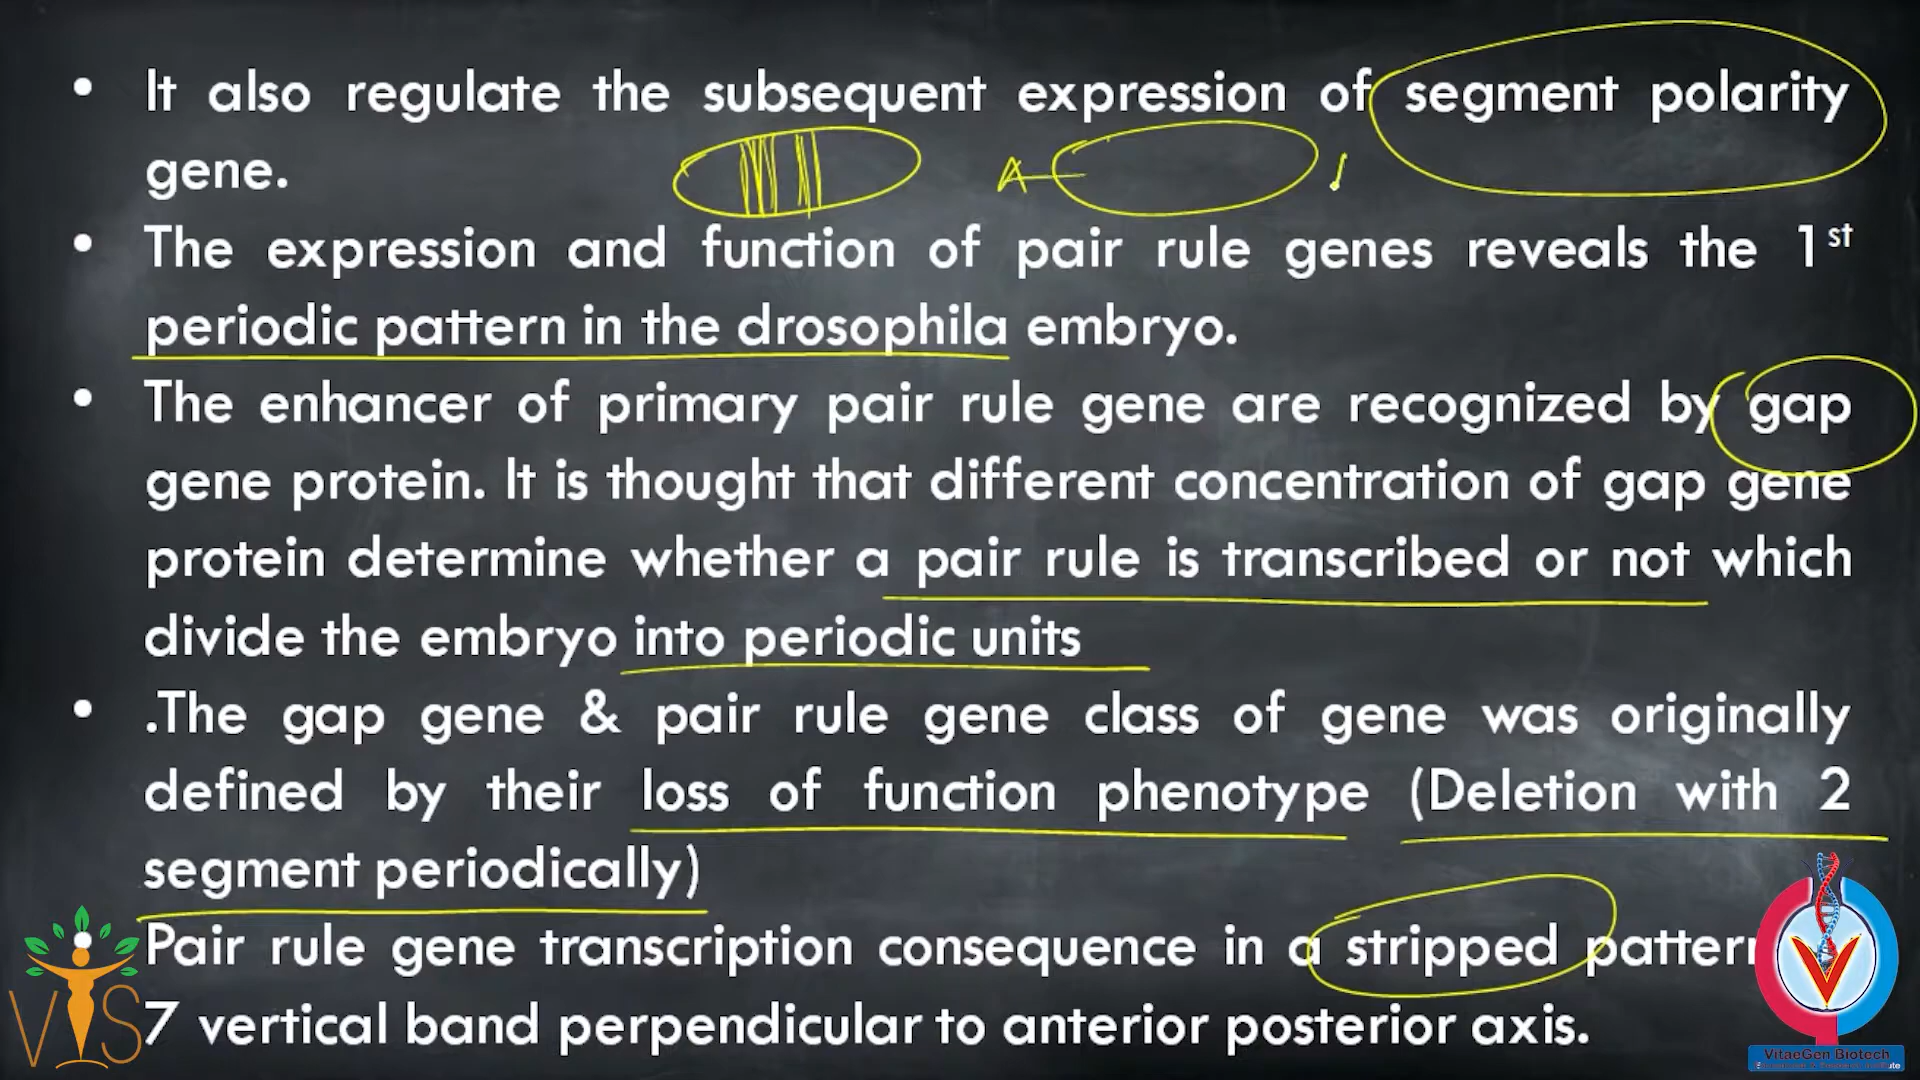 • It also regulate the subsequent expression of segment polarity
gene.
A
• The expression and function of pair rule genes reveals the 1st
periodic pattern in the drosophila embryo.
• The enhancer of primary pair rule gene are recognized by gap
gene protein. It is thought that different concentration of gap gene
protein determine whether a pair rule is transcribed or not which
divide the embryo into periodic units
• .The gap gene & pair rule gene class of gene was originally
defined by their loss of function phenotype (Deletion with 2
segment periodically)
Pair rule gene transcription consequence in a stripped pattern
7 vertical band perpendicular to anterior posterior axis.
VIS
V
VitaeGen Biotech